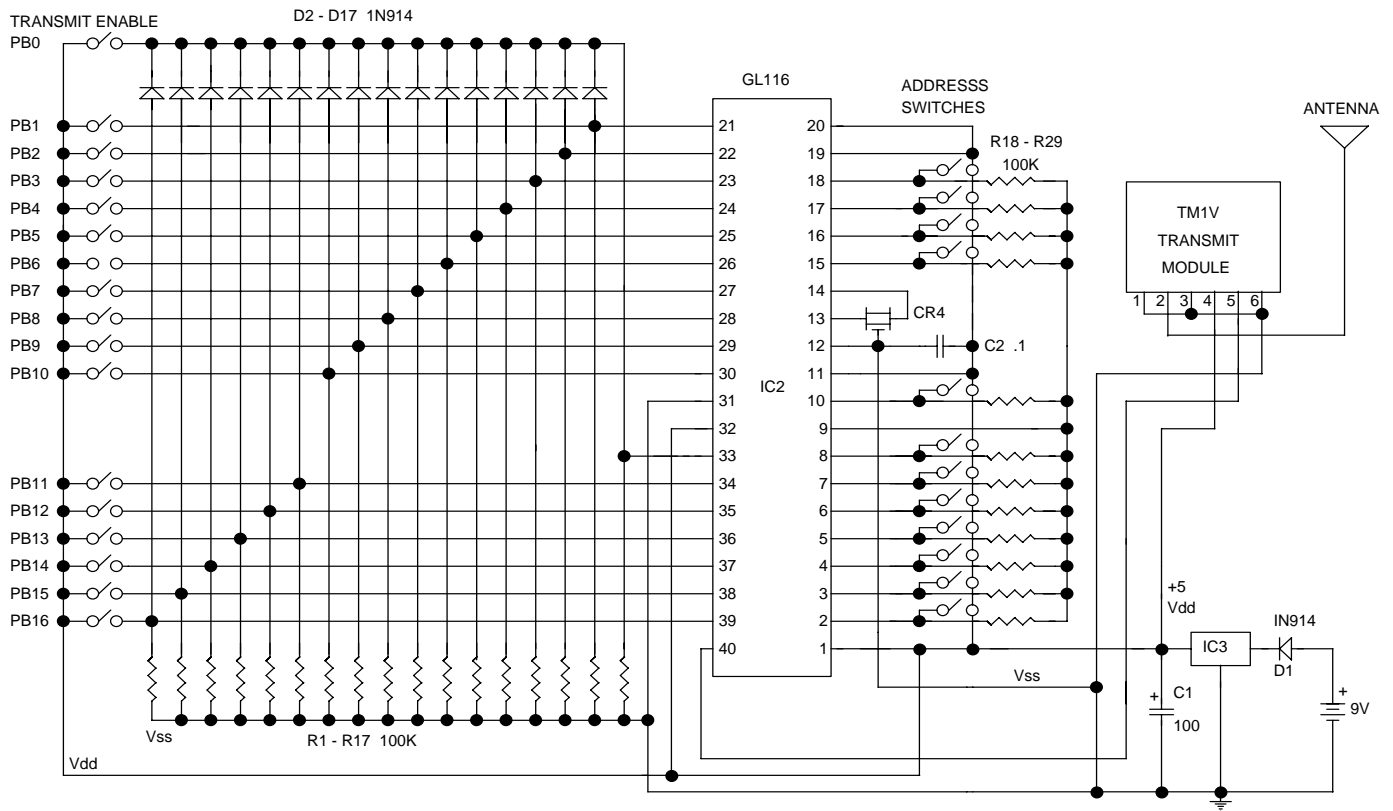 TRANSMIT ENABLE
D2 - D17 1N914
PB0
PB1
PB2
PB3
PB4
PB5
PB6
PB7
PB8
PB9
PB10
PB11
PB12
PB13
PB14
PB15
PB16
Vss
R1 - R17 100K
Vdd
GL116
IC2
21 20
22 19
23 18
24 17
25 16
26 15
27 14
28 13
29 12
30 11
31 10
32 9
33 8
34 7
35 6
36 5
37 4
38 3
39 2
40 1
ADDRESSS
SWITCHES
R18 - R29
100K
CR4
C2 .1
Vss
ANTENNA
TM1V
TRANSMIT
MODULE
1 2 3 4 5 6
+5
Vdd
IC3
IN914
D1
+ C1
100
+
9V